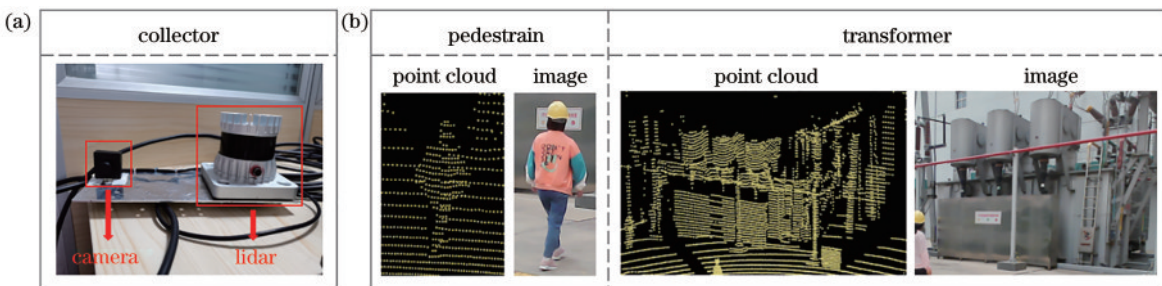 (a)
collector
camera
lidar
(b)
pedestrain
transformer
point cloud
image
point cloud
image